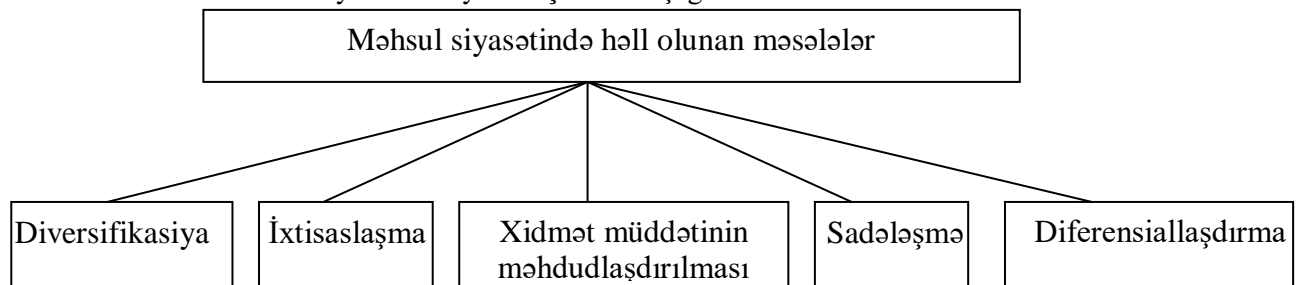 Məhsul siyasətində həll olunan məsələlər
Diversifikasiya
İxtisaslaşma
Xidmət müddətinin
məhdudlaşdırılması
Sadələşmə
Diferensiallaşdırma